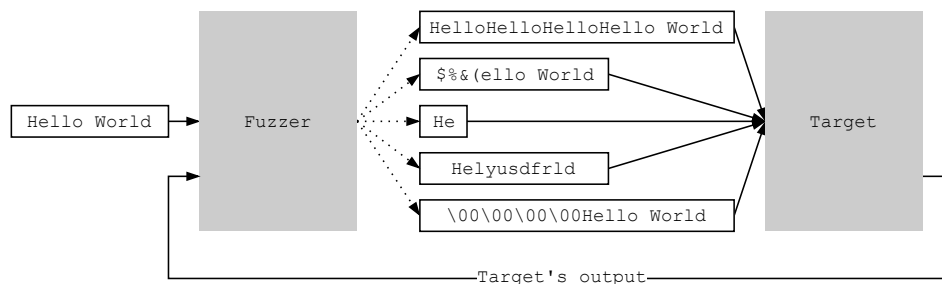 HelloHelloHelloHello World
$%&(ello World
Hello World
Fuzzer
He
Target
Helyusdfrld
\00\00\00\00Hello World
Target's output